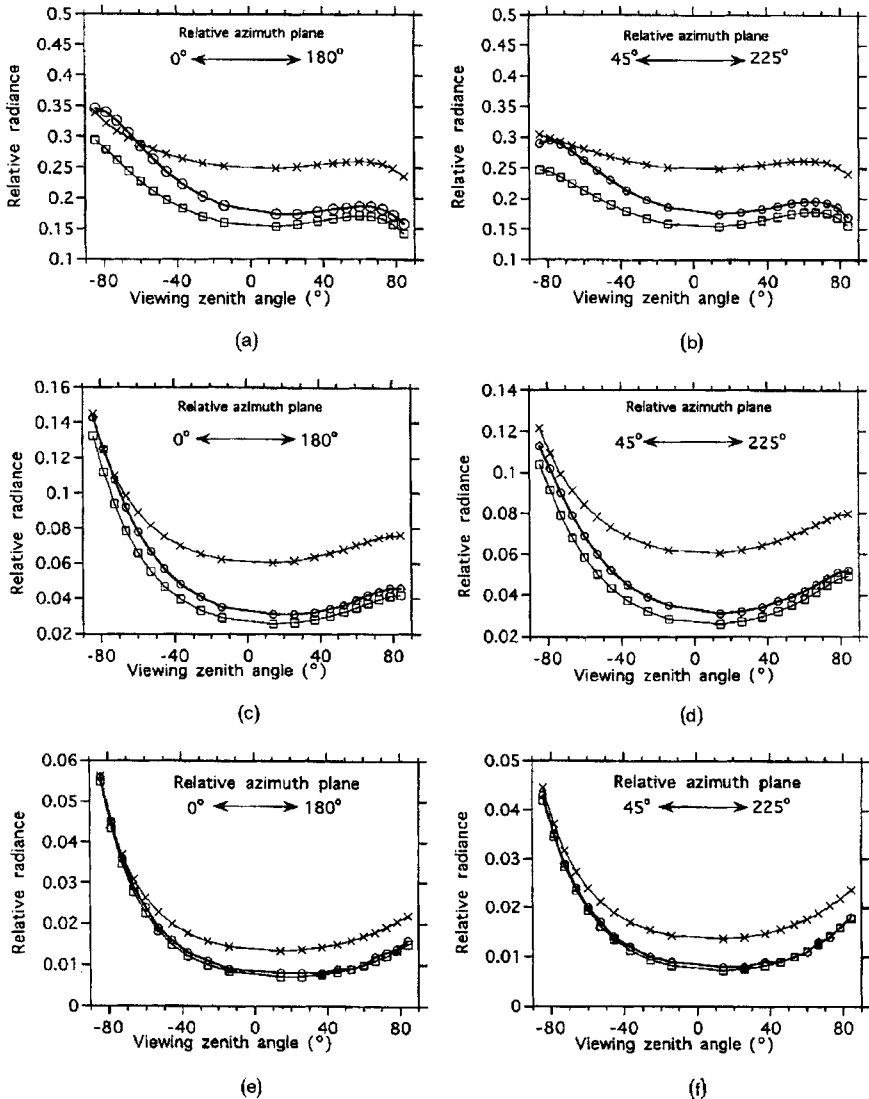 Relative azimuth plane
0° 180°
Relative radiance
0.5
0.45
0.4
0.35
0.3
0.25
0.2
0.15
0.1
-80 -40 0 40 80
Viewing zenith angle (°)
(a)
Relative azimuth plane
45° 225°
Relative radiance
0.5
0.45
0.4
0.35
0.3
0.25
0.2
0.15
0.1
-80 -40 0 40 80
Viewing zenith angle (°)
(b)
Relative azimuth plane
0° 180°
Relative radiance
0.16
0.14
0.12
0.1
0.08
0.06
0.04
0.02
-80 -40 0 40 80
Viewing zenith angle (°)
(c)
Relative azimuth plane
45° 225°
Relative radiance
0.14
0.12
0.1
0.08
0.06
0.04
0.02
-80 -40 0 40 80
Viewing zenith angle (°)
(d)
Relative azimuth plane
0° 180°
Relative radiance
0.06
0.05
0.04
0.03
0.02
0.01
0
-80 -40 0 40 80
Viewing zenith angle (°)
(e)
Relative azimuth plane
45° 225°
Relative radiance
0.05
0.04
0.03
0.02
0.01
0
-80 -40 0 40 80
Viewing zenith angle (°)
(f)